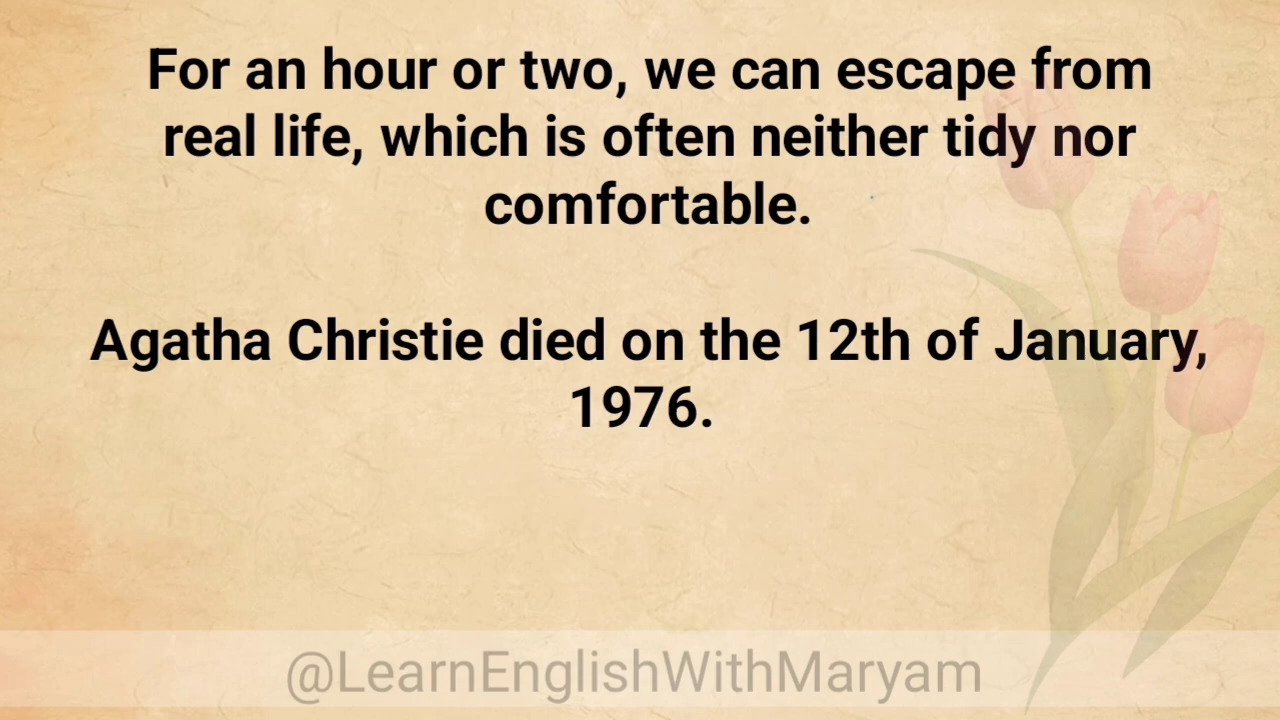 For an hour or two, we can escape from
real life, which is often neither tidy nor
comfortable.
Agatha Christie died on the 12th of January,
1976.
@LearnEnglishWithMaryam